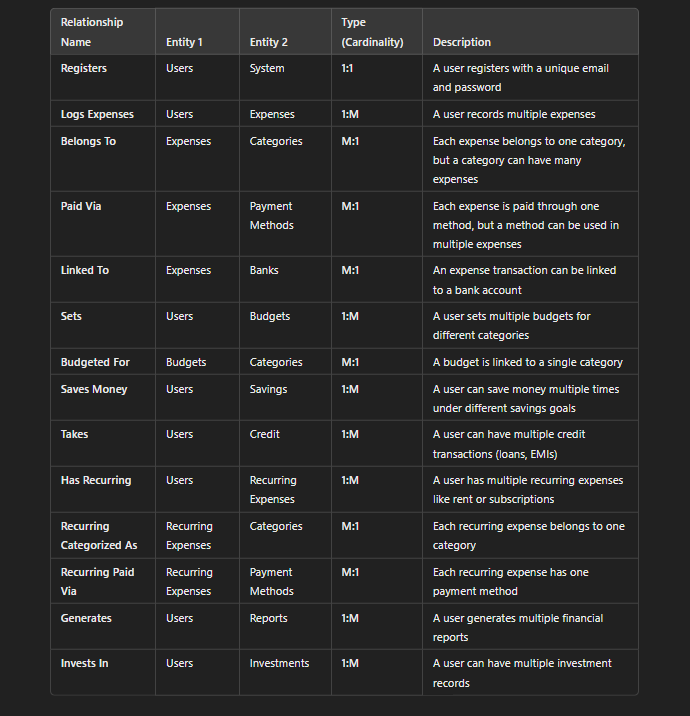 Relationship Name | Entity 1 | Entity 2 | Type (Cardinality) | Description
Registers | Users | System | 1:1 | A user registers with a unique email and password
Logs Expenses | Users | Expenses | 1:M | A user records multiple expenses
Belongs To | Expenses | Categories | M:1 | Each expense belongs to one category, but a category can have many expenses
Paid Via | Expenses | Payment Methods | M:1 | Each expense is paid through one method, but a method can be used in multiple expenses
Linked To | Expenses | Banks | M:1 | An expense transaction can be linked to a bank account
Sets | Users | Budgets | 1:M | A user sets multiple budgets for different categories
Budgeted For | Budgets | Categories | M:1 | A budget is linked to a single category
Saves Money | Users | Savings | 1:M | A user can save money multiple times under different savings goals
Takes | Users | Credit | 1:M | A user can have multiple credit transactions (loans, EMIs)
Has Recurring | Users | Recurring Expenses | 1:M | A user has multiple recurring expenses like rent or subscriptions
Recurring Categorized As | Recurring Expenses | Categories | M:1 | Each recurring expense belongs to one category
Recurring Paid Via | Recurring Expenses | Payment Methods | M:1 | Each recurring expense has one payment method
Generates | Users | Reports | 1:M | A user generates multiple financial reports
Invests In | Users | Investments | 1:M | A user can have multiple investment records